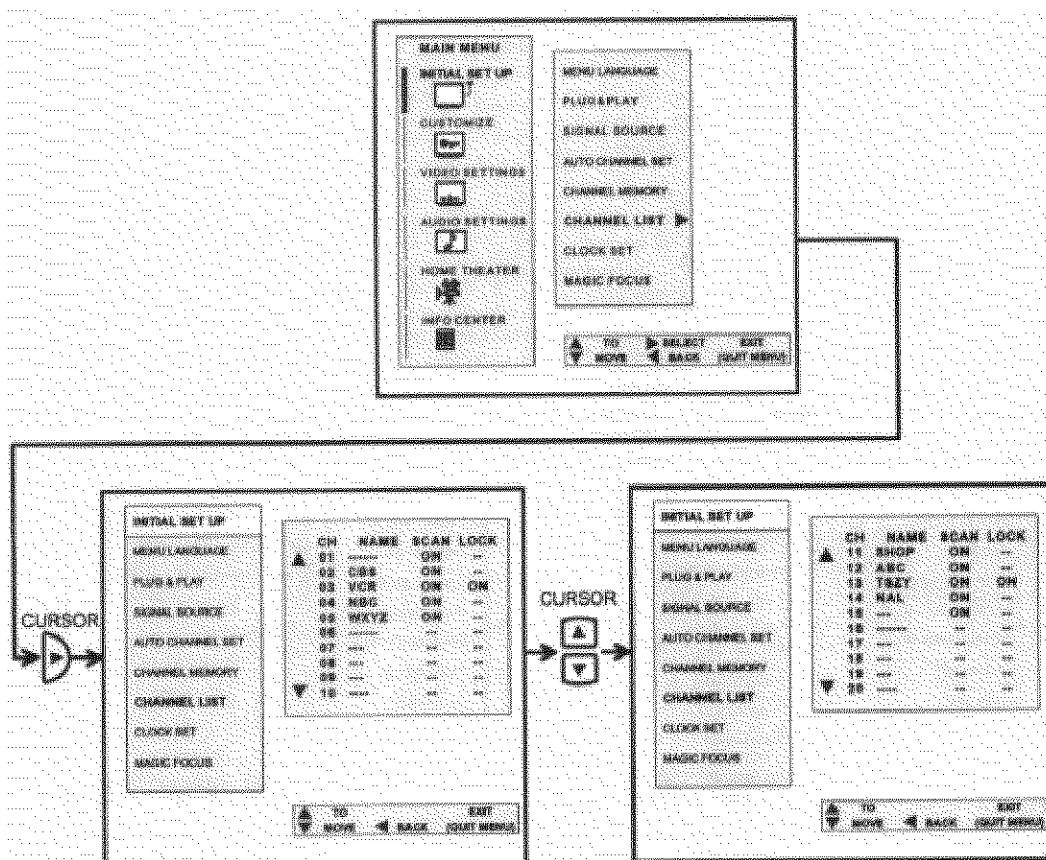 MAIN MENU
INITIAL SET UP
CUSTOMIZE
VIDEO SETTINGS
AUDIO SETTINGS
HOME THEATER
INFO CENTER
MENU LANGUAGE
PLUG & PLAY
SIGNAL SOURCE
AUTO CHANNEL SET
CHANNEL MEMORY
CHANNEL LIST ▶
CLOCK SET
MAGIC FOCUS
▲ TO ▶ SELECT EXIT
▼ MOVE ◀ BACK (QUIT MENU)
CURSOR
▶
INITIAL SET UP
MENU LANGUAGE
PLUG & PLAY
SIGNAL SOURCE
AUTO CHANNEL SET
CHANNEL MEMORY
CHANNEL LIST
CLOCK SET
MAGIC FOCUS
CH NAME SCAN LOCK
▲ 01 ---- ON --
02 CBS ON --
03 VCR ON ON
04 NBC ON --
05 WXYZ ON --
06 ---- -- --
07 --- -- --
08 --- -- --
09 --- -- --
▼ 10 ---- -- --
▲ TO EXIT
▼ MOVE ◀ BACK (QUIT MENU)
CURSOR
▲
▼
INITIAL SET UP
MENU LANGUAGE
PLUG & PLAY
SIGNAL SOURCE
AUTO CHANNEL SET
CHANNEL MEMORY
CHANNEL LIST
CLOCK SET
MAGIC FOCUS
CH NAME SCAN LOCK
▲ 11 SHOP ON --
12 ABC ON --
13 TSZY ON ON
14 NAL ON --
15 --- ON --
16 ---- -- --
17 --- -- --
18 --- -- --
19 --- -- --
▼ 20 ---- -- --
▲ TO EXIT
▼ MOVE ◀ BACK (QUIT MENU)